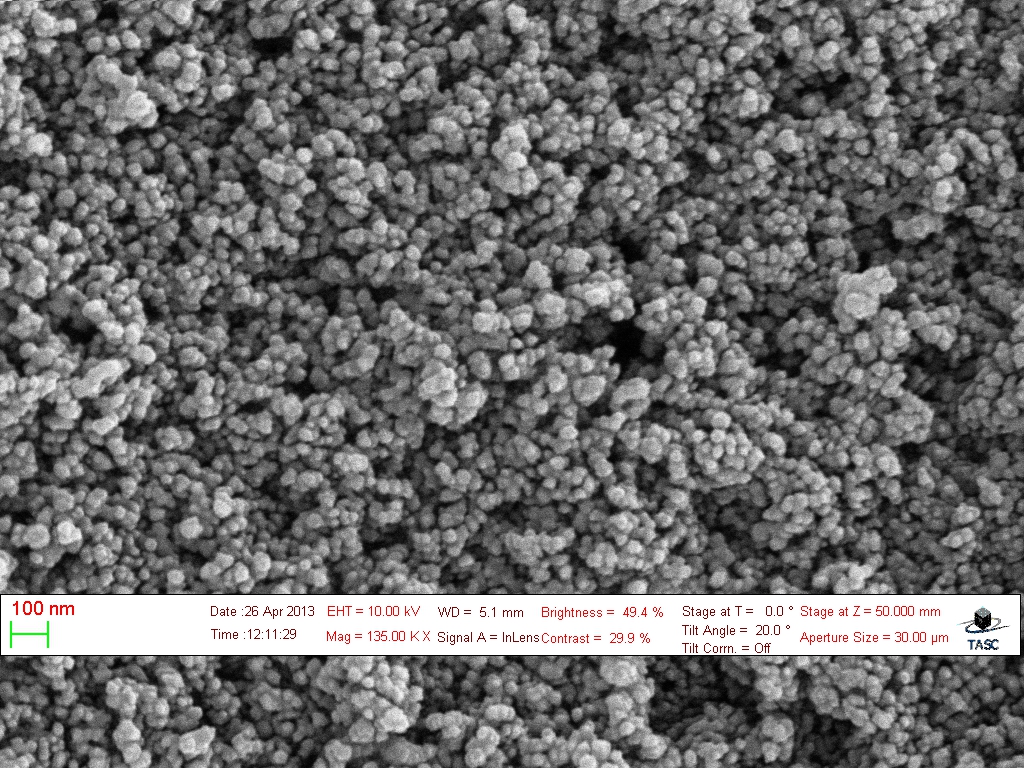 100 nm
Date :26 Apr 2013 EHT = 10.00 kV WD = 5.1 mm Brightness = 49.4 % Stage at T = 0.0 ° Stage at Z = 50.000 mm
Time :12:11:29 Mag = 135.00 K X Signal A = InLens Contrast = 29.9 % Tilt Angle = 20.0 ° Aperture Size = 30.00 µm
Tilt Corrn. = Off
TASC